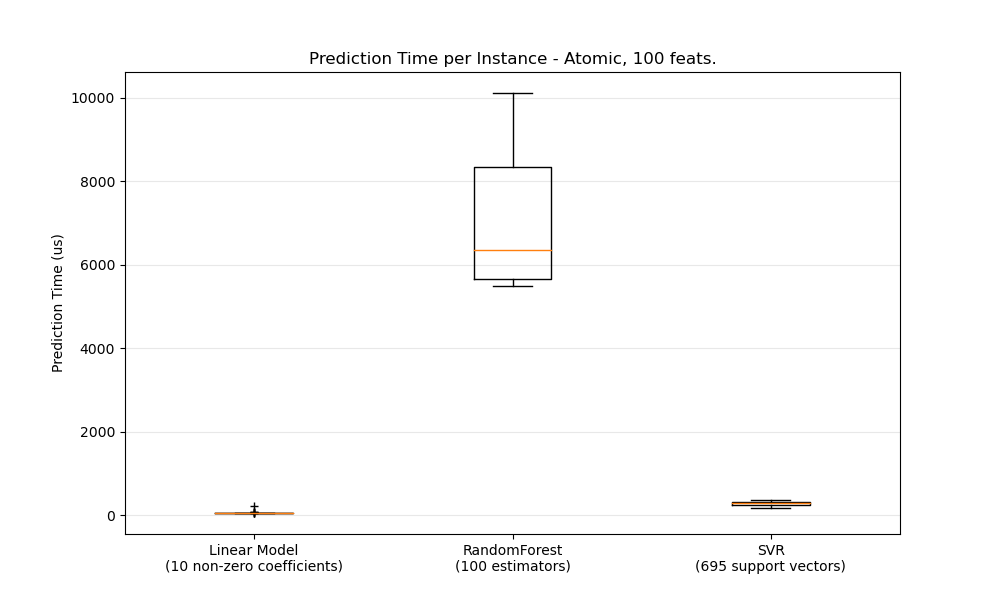 Prediction Time per Instance - Atomic, 100 feats.
Prediction Time (us)
10000
8000
6000
4000
2000
0
Linear Model
(10 non-zero coefficients)
RandomForest
(100 estimators)
SVR
(695 support vectors)